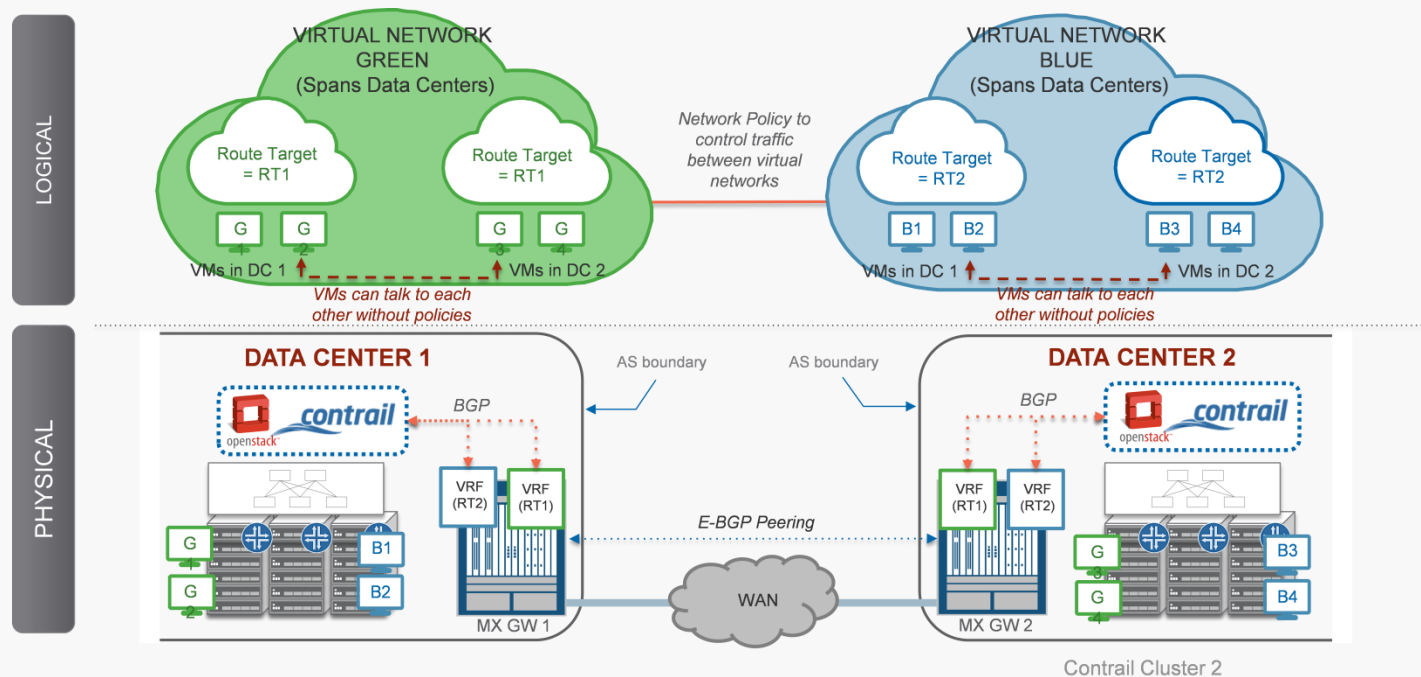 LOGICAL
VIRTUAL NETWORK
GREEN
(Spans Data Centers)
Route Target
= RT1
Route Target
= RT1
G
1
G
2
G
3
G
4
VMs in DC 1
VMs in DC 2
VMs can talk to each
other without policies
Network Policy to
control traffic
between virtual
networks
VIRTUAL NETWORK
BLUE
(Spans Data Centers)
Route Target
= RT2
Route Target
= RT2
B1
B2
B3
B4
VMs in DC 1
VMs in DC 2
VMs can talk to each
other without policies
PHYSICAL
DATA CENTER 1
openstack™
contrail
BGP
VRF
(RT2)
VRF
(RT1)
G
1
G
2
B1
B2
MX GW 1
AS boundary
AS boundary
E-BGP Peering
WAN
DATA CENTER 2
BGP
openstack™
contrail
VRF
(RT1)
VRF
(RT2)
G
3
G
4
B3
B4
MX GW 2
Contrail Cluster 2